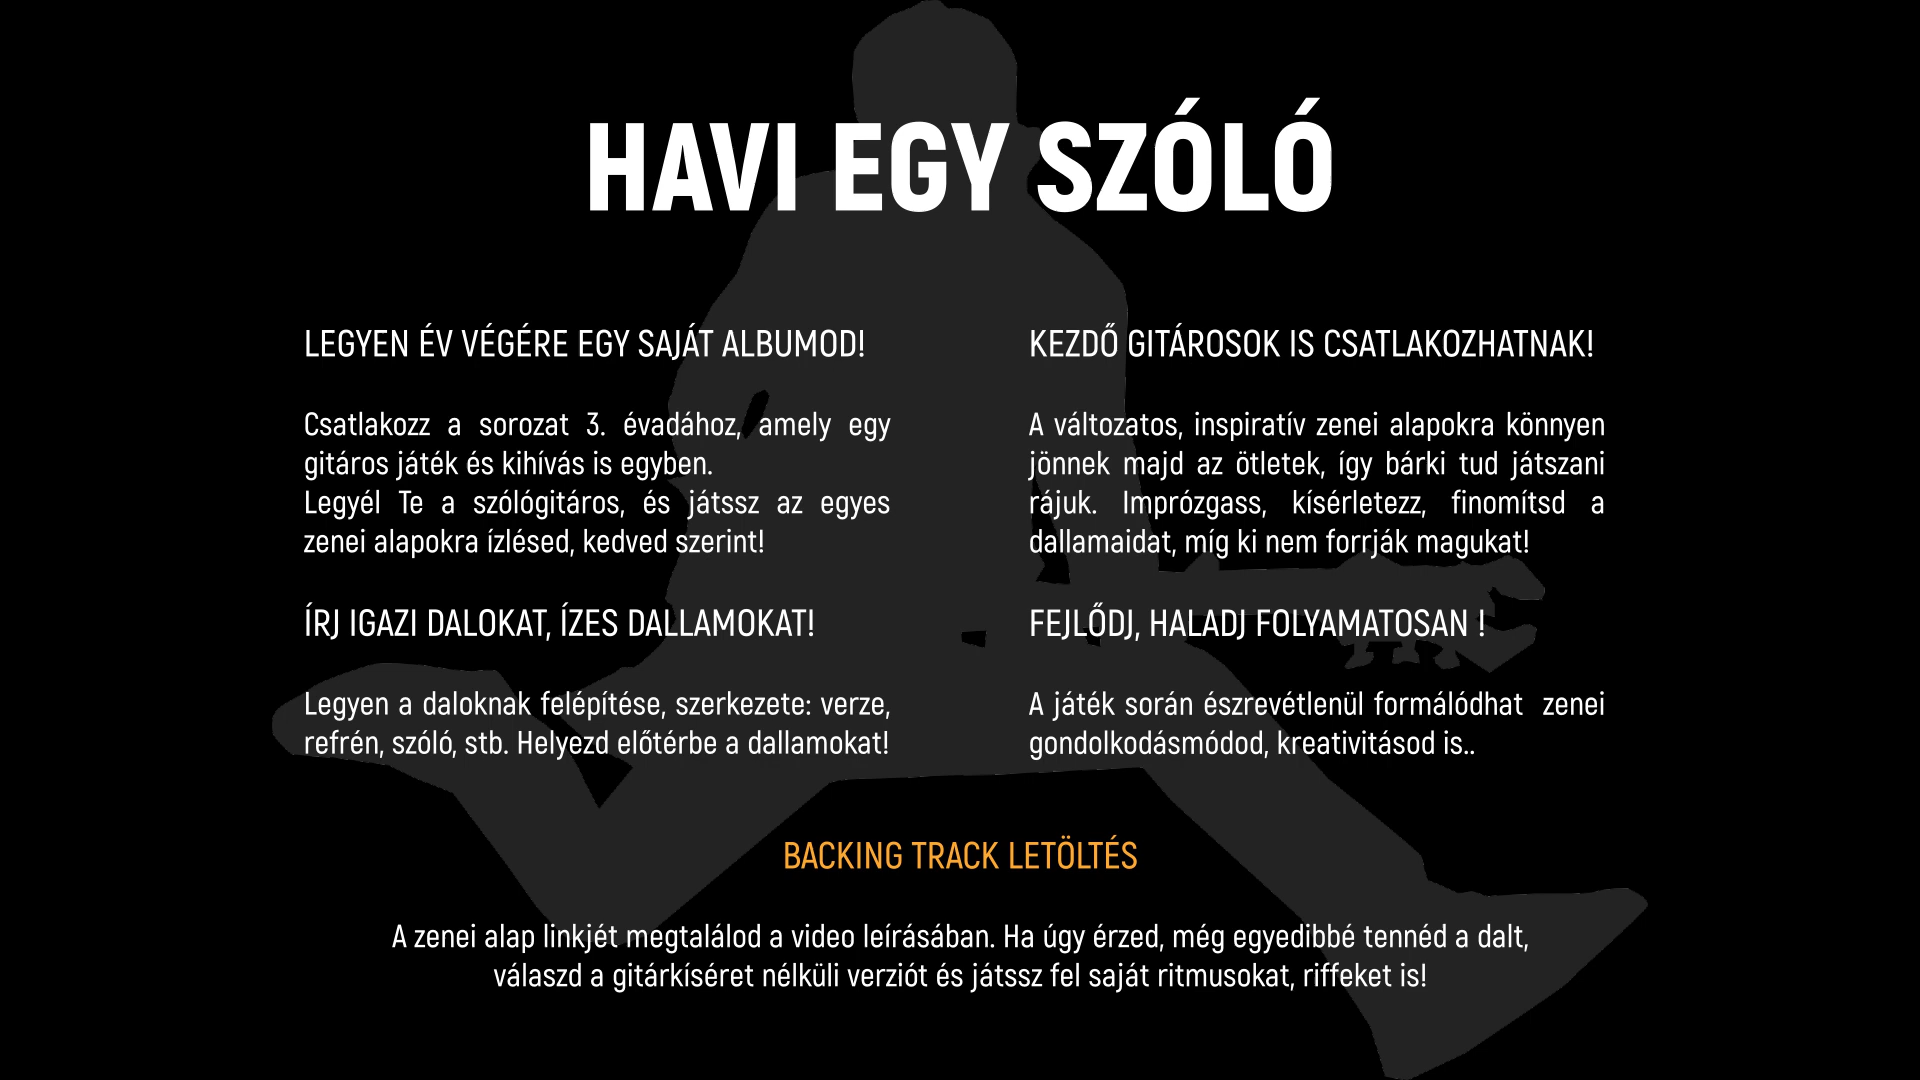 HAVI EGY SZÓLÓ
LEGYEN ÉV VÉGÉRE EGY SAJÁT ALBUMOD!
Csatlakozz a sorozat 3. évadához, amely egy
gitáros játék és kihívás is egyben.
Legyél Te a szólógitáros, és játssz az egyes
zenei alapokra ízlésed, kedved szerint!
ÍRJ IGAZI DALOKAT, ÍZES DALLAMOKAT!
Legyen a daloknak felépítése, szerkezete: verze,
refrén, szóló, stb. Helyezd előtérbe a dallamokat!
KEZDŐ GITÁROSOK IS CSATLAKOZHATNAK!
A változatos, inspiratív zenei alapokra könnyen
jönnek majd az ötletek, így bárki tud játszani
rájuk. Imprózgass, kísérletezz, finomítsd a
dallamaidat, míg ki nem forrják magukat!
FEJLŐDJ, HALADJ FOLYAMATOSAN !
A játék során észrevétlenül formálódhat zenei
gondolkodásmódod, kreativitásod is..
BACKING TRACK LETÖLTÉS
A zenei alap linkjét megtalálod a video leírásában. Ha úgy érzed, még egyedibbé tennéd a dalt,
válaszd a gitárkíséret nélküli verziót és játssz fel saját ritmusokat, riffeket is!